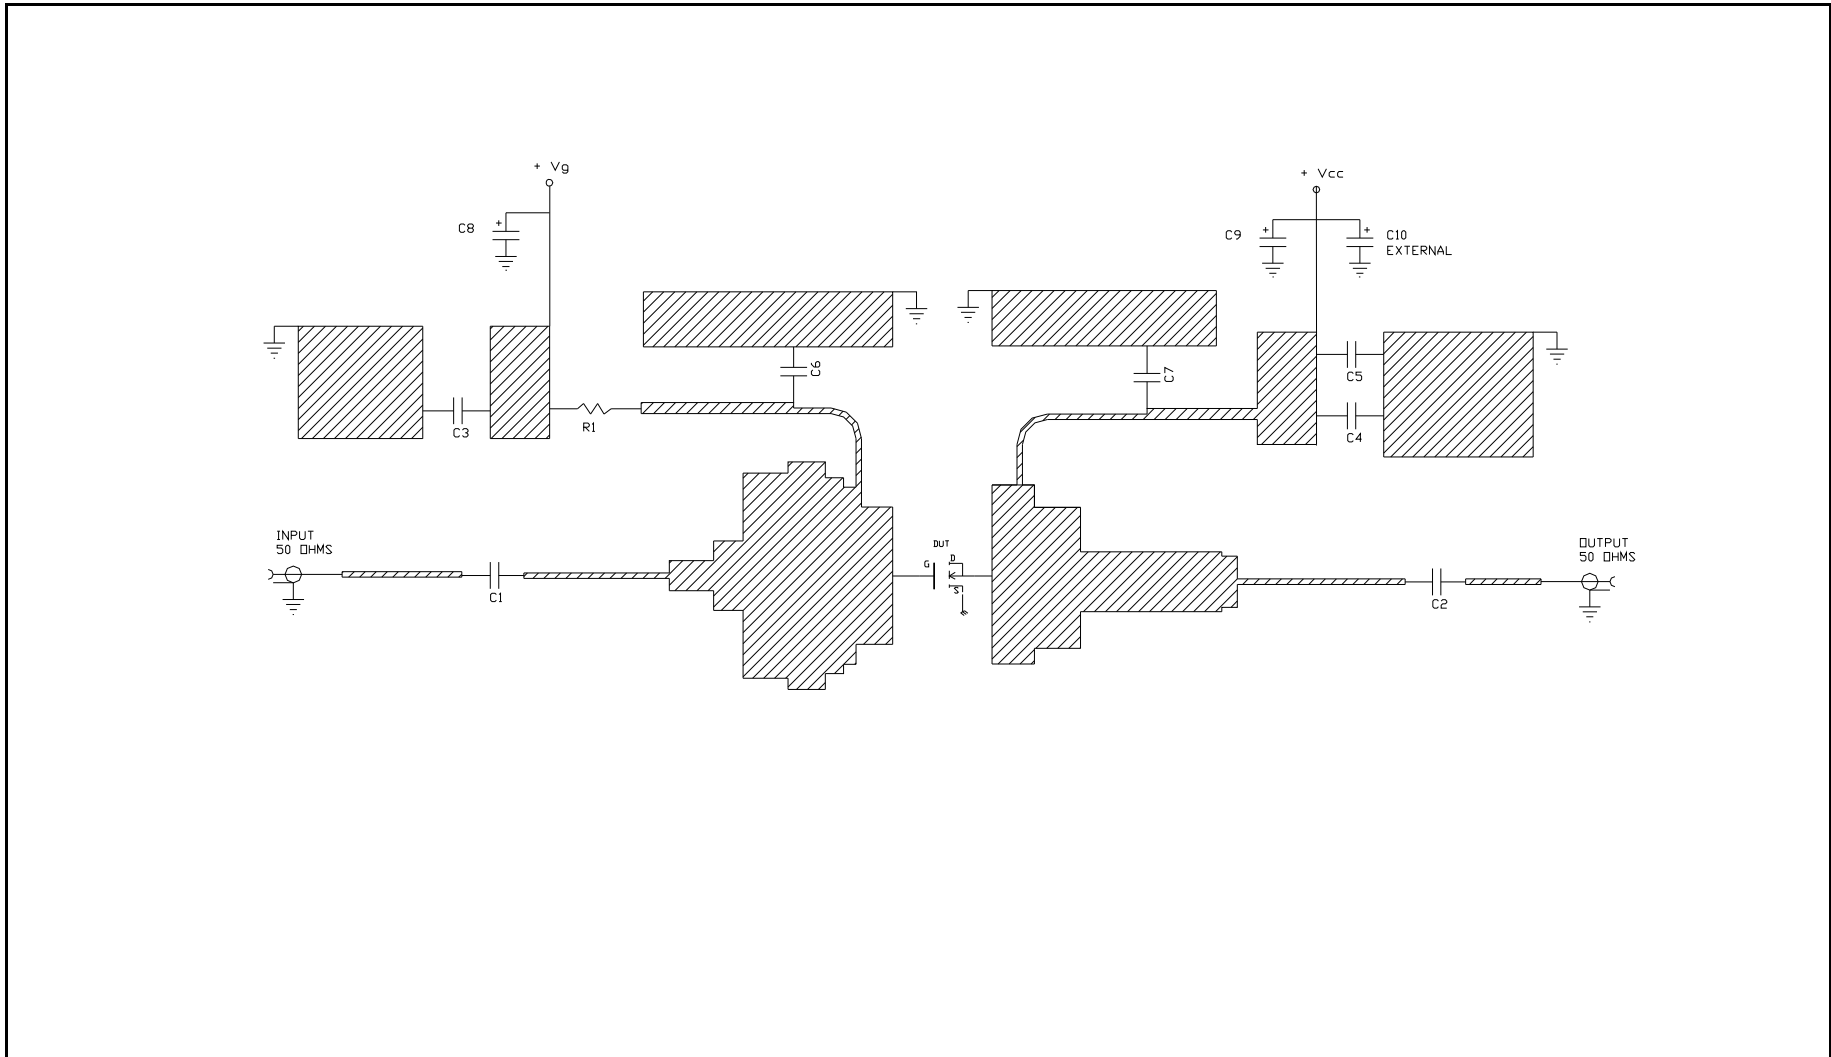 + Vg
+ Vcc
C8
+
C9
+
+
C10
EXTERNAL
C6
C7
C5
C3
R1
C4
INPUT
50 OHMS
DUT
G
D
S
OUTPUT
50 OHMS
C1
C2